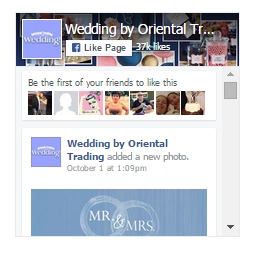 Wedding
Wedding by Oriental Tr...
Like Page
37k likes
Be the first of your friends to like this
Wedding
Wedding by Oriental
Trading added a new photo.
October 1 at 1:09pm
MR. &
MRS.